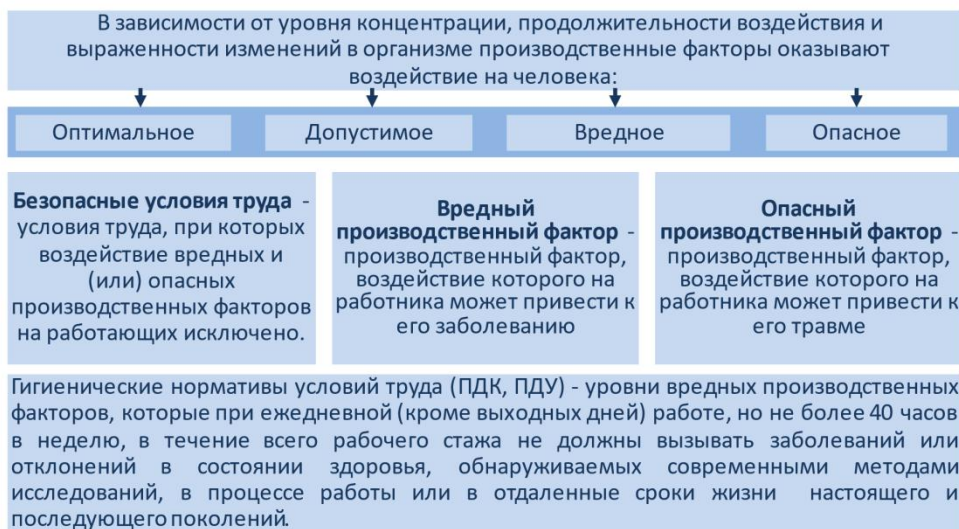 В зависимости от уровня концентрации, продолжительности воздействия и
выраженности изменений в организме производственные факторы оказывают
воздействие на человека:
Оптимальное
Допустимое
Вредное
Опасное
Безопасные условия труда -
условия труда, при которых
воздействие вредных и
(или) опасных
производственных факторов
на работающих исключено.
Вредный
производственный фактор -
производственный фактор,
воздействие которого на
работника может привести к
его заболеванию
Опасный
производственный фактор -
производственный фактор,
воздействие которого на
работника может привести к
его травме
Гигиенические нормативы условий труда (ПДК, ПДУ) - уровни вредных производственных
факторов, которые при ежедневной (кроме выходных дней) работе, но не более 40 часов
в неделю, в течение всего рабочего стажа не должны вызывать заболеваний или
отклонений в состоянии здоровья, обнаруживаемых современными методами
исследований, в процессе работы или в отдаленные сроки жизни настоящего и
последующего поколений.